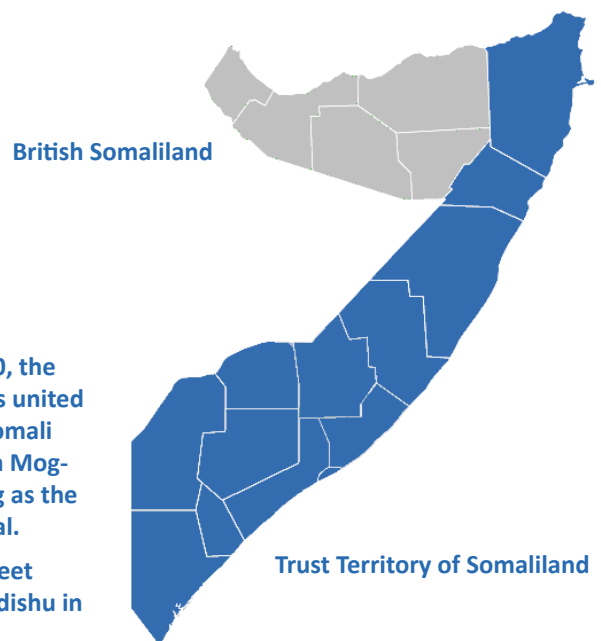 British Somaliland
0, the
s united
omali
Mog-
g as the
al.
eet
dishu in
Trust Territory of Somaliland